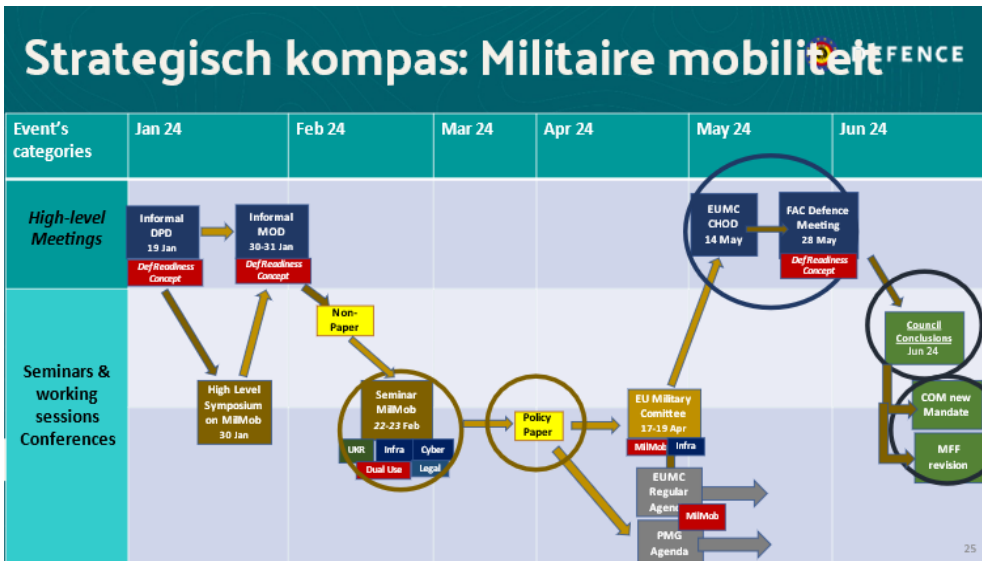 Strategisch kompas: Militaire mobiliteit
EFENCE
Event's
categories
Jan 24
Feb 24
Mar 24
Apr 24
May 24
Jun 24
High-level
Meetings
Informal
DPD
19 Jan
Def Readiness
Concept
Informal
MOD
30-31 Jan
Def Readiness
Concept
EUMC
CHOD
14 May
FAC Defence
Meeting
28 May
Def Readiness
Concept
Seminars &
working
sessions
Conferences
Non-
Paper
High Level
Symposium
on MilMob
30 Jan
Seminar
MilMob
22-23 Feb
UKR
Infra
Cyber
Dual Use
Legal
Policy
Paper
EU Military
Comittee
17-19 Apr
MilMob
Infra
EUMC
Regular
Agend
MilMob
PMG
Agenda
Council
Conclusions
Jun 24
COM new
Mandate
MFF
revision
25